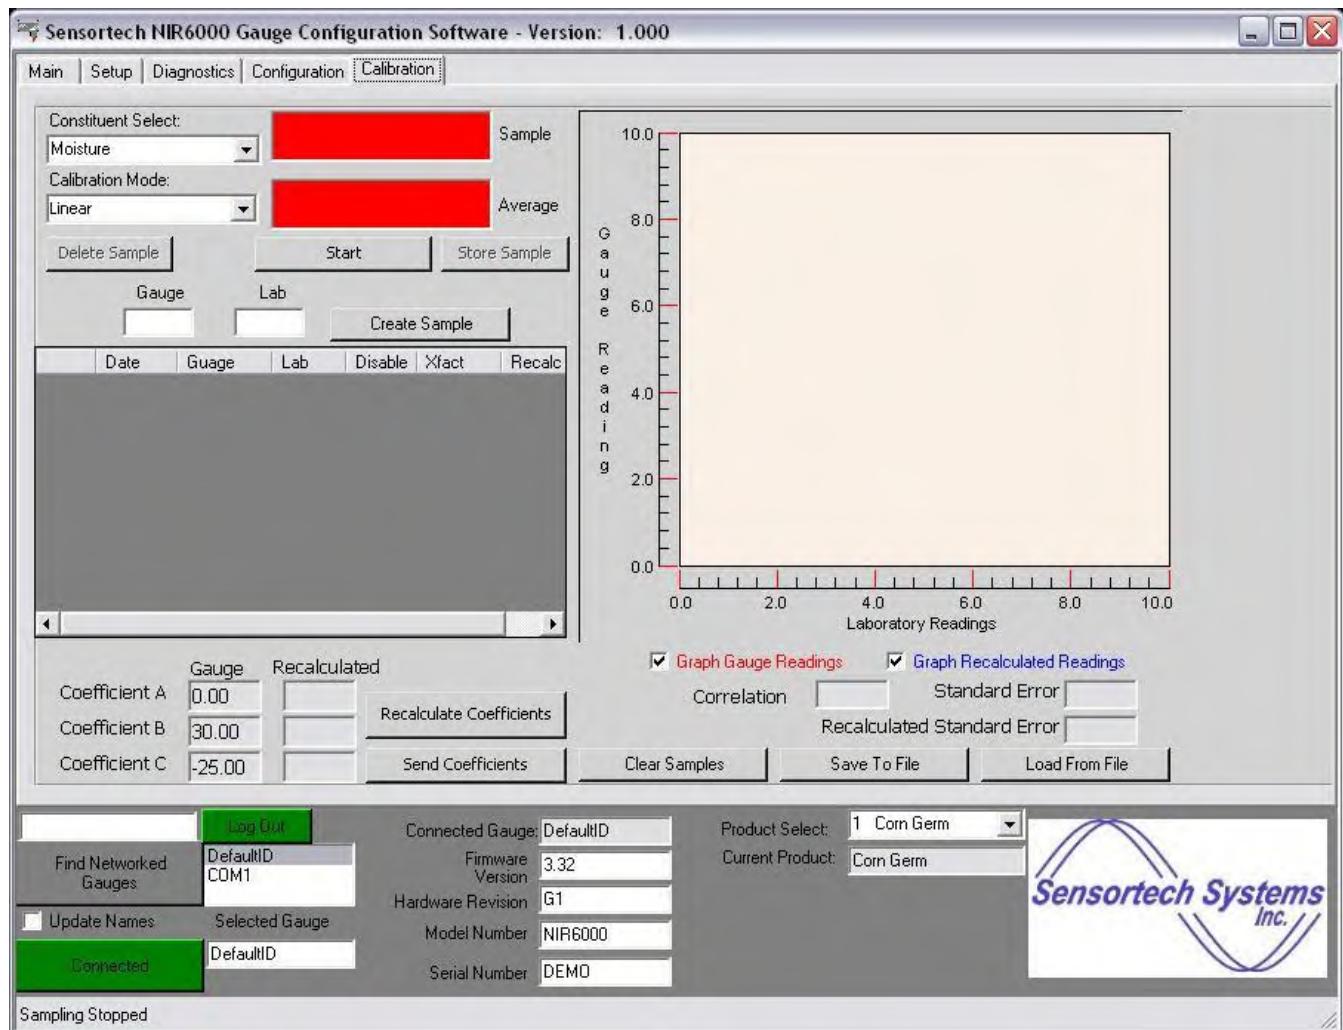 Sensortech NIR6000 Gauge Configuration Software - Version: 1.000
Main Setup Diagnostics Configuration Calibration
Constituent Select:
Moisture
Sample
Calibration Mode:
Linear
Average
Delete Sample Start Store Sample
Gauge Lab
Create Sample
Date Guage Lab Disable Xfact Recalc
Gauge Reading
10.0
8.0
6.0
4.0
2.0
0.0
0.0 2.0 4.0 6.0 8.0 10.0
Laboratory Readings
Graph Gauge Readings Graph Recalculated Readings
Correlation Standard Error
Recalculated Standard Error
Gauge Recalculated
Coefficient A 0.00
Coefficient B 30.00
Coefficient C -25.00
Recalculate Coefficients
Send Coefficients Clear Samples Save To File Load From File
Log Out
Find Networked
Gauges
DefaultID
COM1
Update Names Selected Gauge
Connected DefaultID
Connected Gauge: DefaultID
Firmware
Version 3.32
Hardware Revision G1
Model Number NIR6000
Serial Number DEMO
Product Select: 1 Corn Germ
Current Product: Corn Germ
Sensortech Systems
Inc.
Sampling Stopped